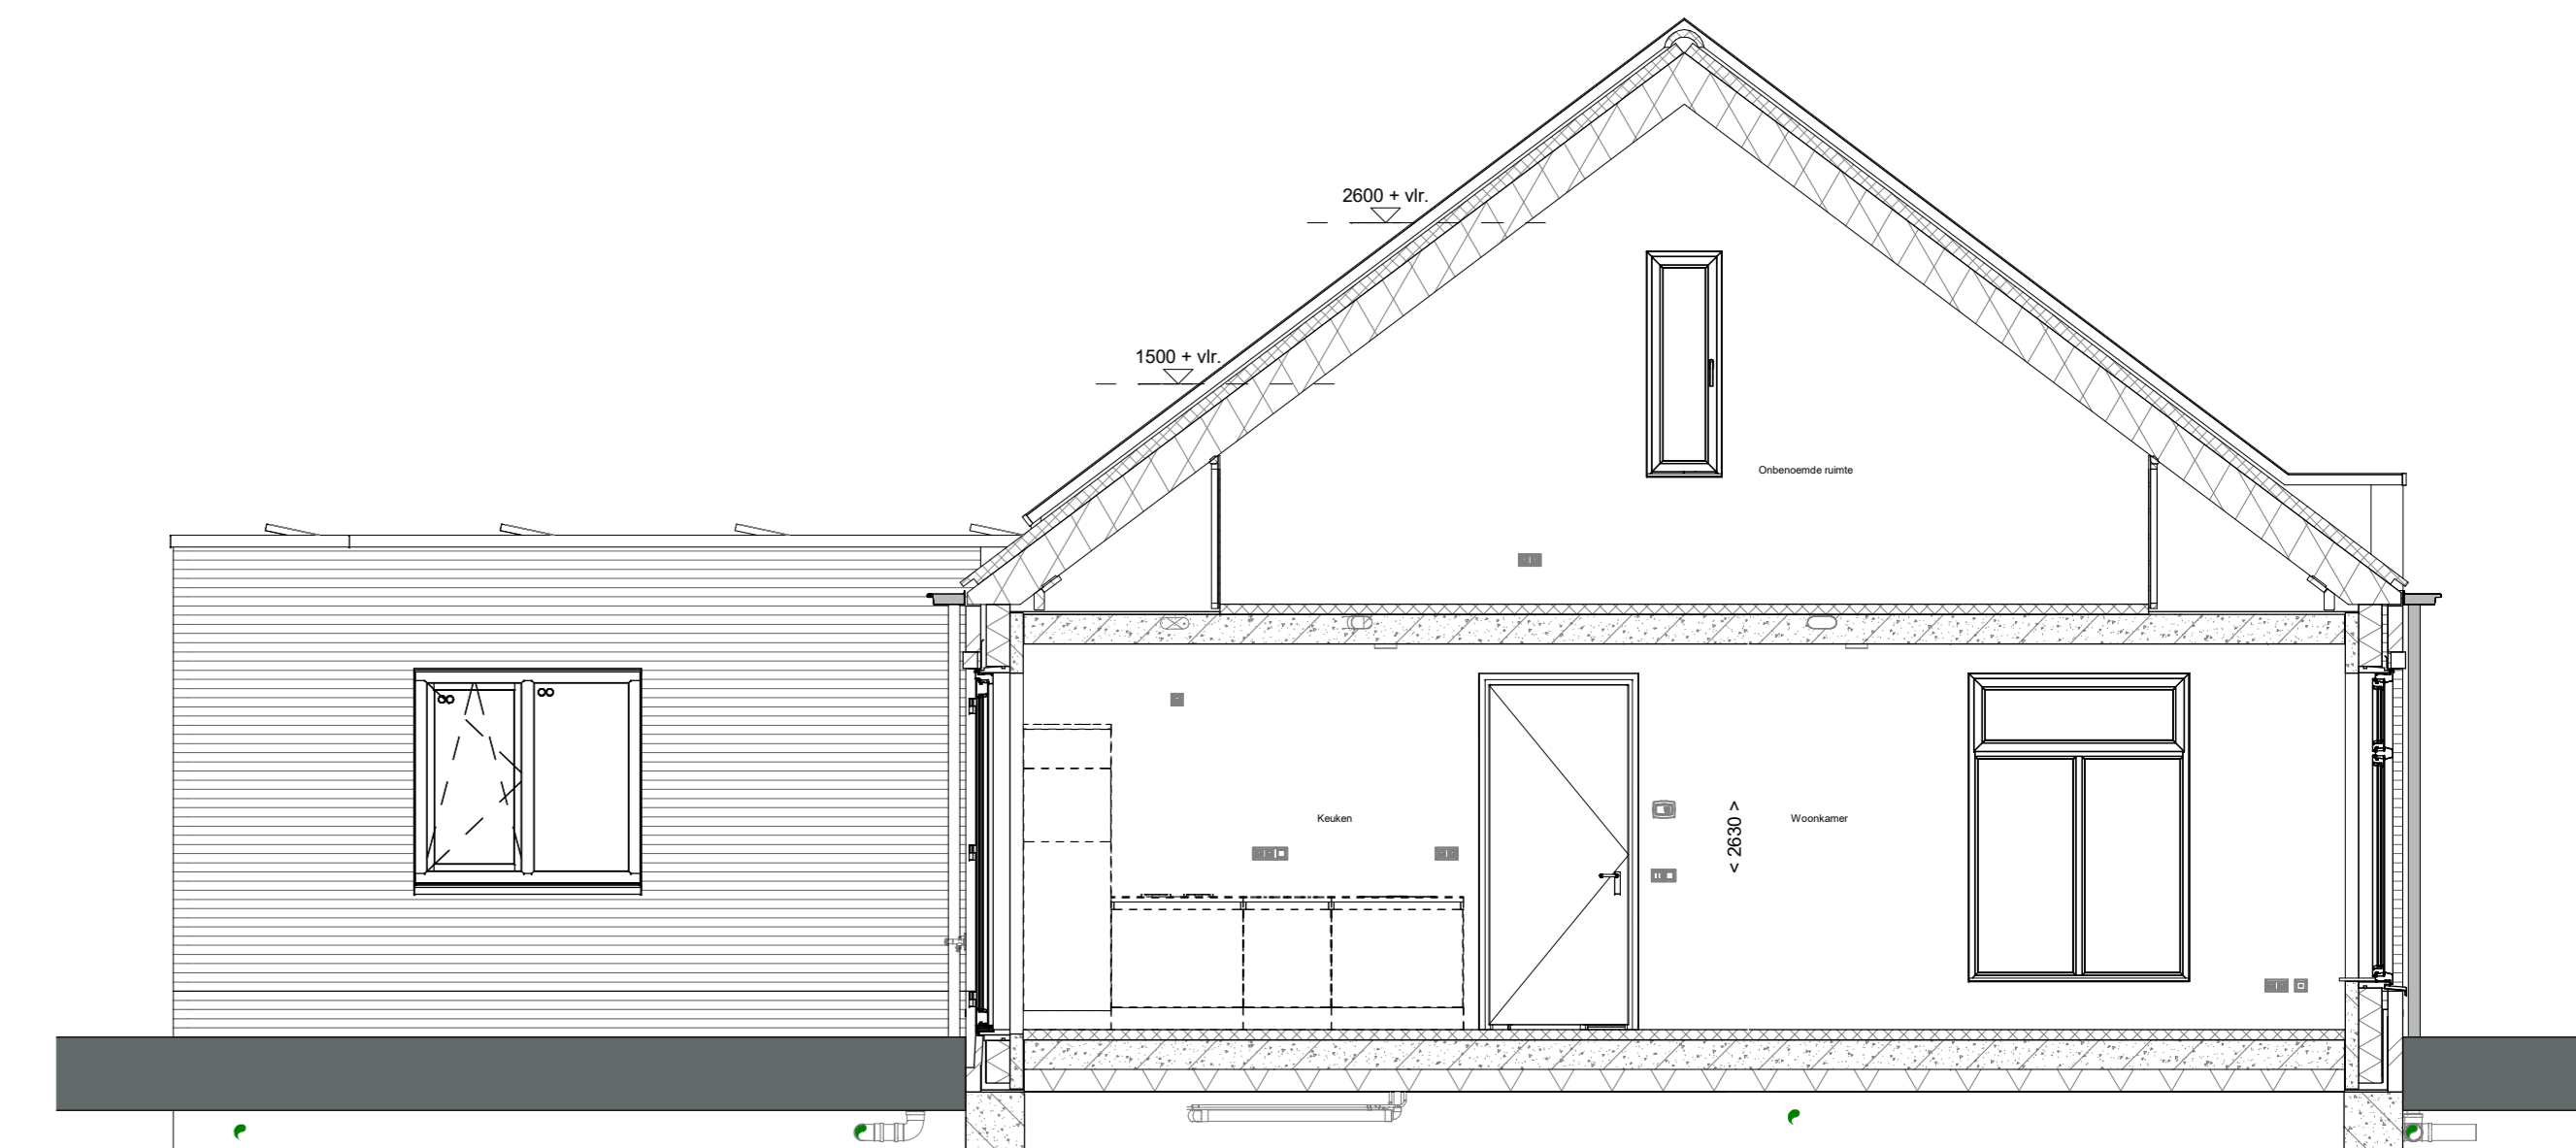 2600 + vlr.
1500 + vlr.
Onbenoemde ruimte
Keuken
< 2630 >
Woonkamer